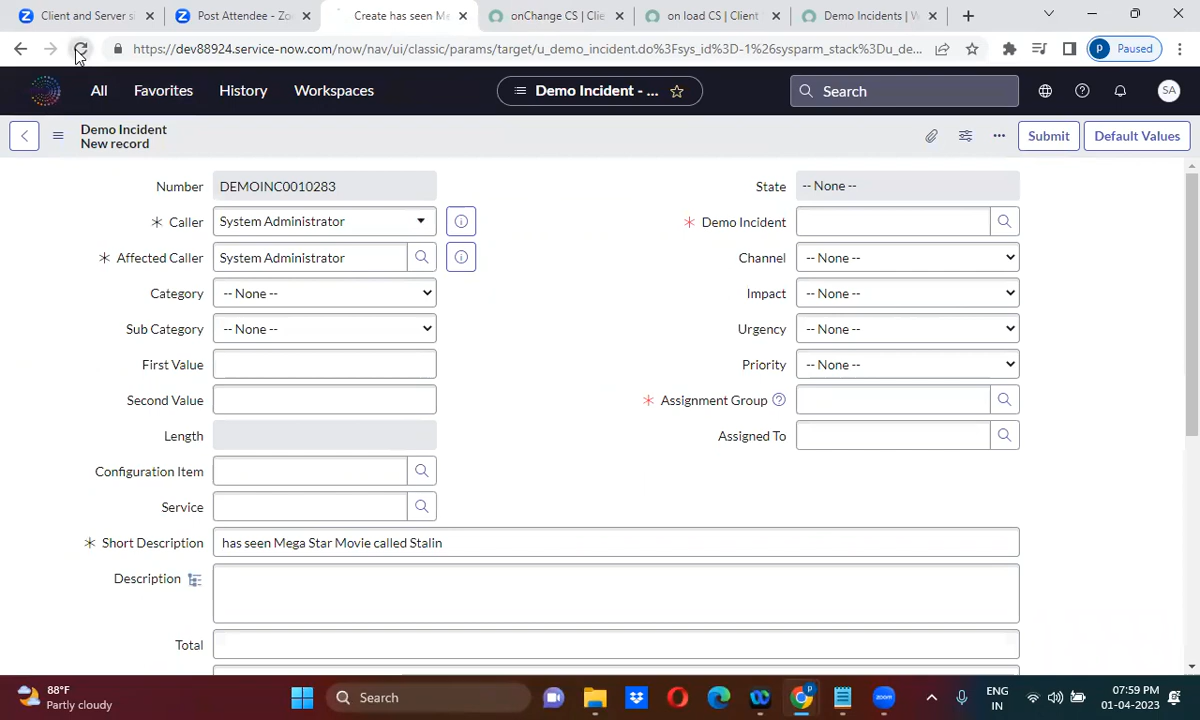 Client and Server si
Post Attendee - Zo
Create has seen Me
onChange CS | Clie
on load CS | Client
Demo Incidents | W
https://dev88924.service-now.com/now/nav/ui/classic/params/target/u_demo_incident.do%3Fsys_id%3D-1%26sysparm_stack%3Du_de...
P Paused
All Favorites History Workspaces
Demo Incident - ...
Search
SA
Demo Incident
New record
Submit
Default Values
Number DEMOINC0010283
State -- None --
Caller System Administrator
Demo Incident
Affected Caller System Administrator
Channel -- None --
Category -- None --
Impact -- None --
Sub Category -- None --
Urgency -- None --
First Value
Priority -- None --
Second Value
Assignment Group
Length
Assigned To
Configuration Item
Service
Short Description has seen Mega Star Movie called Stalin
Description
Total
88°F
Partly cloudy
Search
zoom
ENG
IN
07:59 PM
01-04-2023